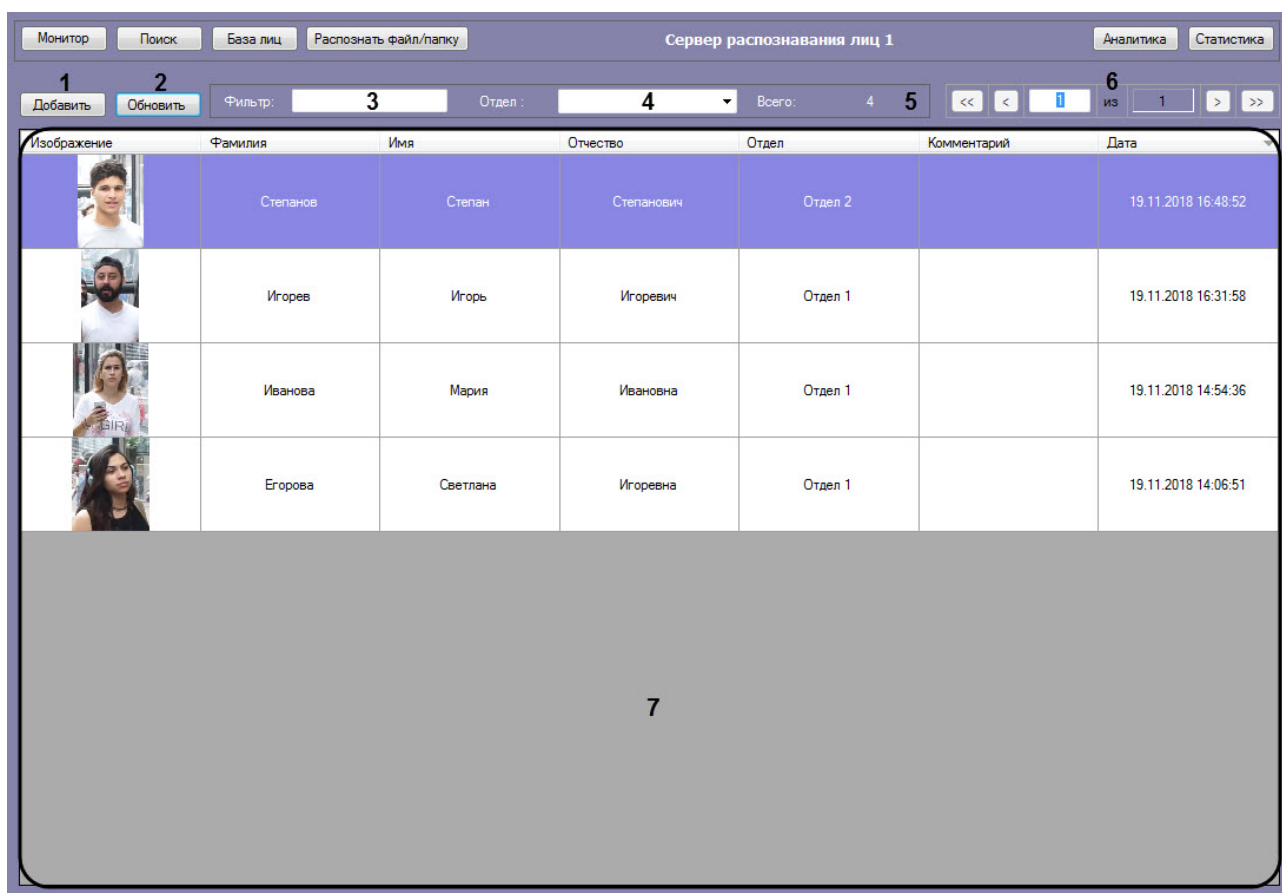 Монитор Поиск База лиц Распознать файл/папку Сервер распознавания лиц 1 Аналитика Статистика
1 2 6
Добавить Обновить Фильтр: 3 Отдел : 4 Всего: 4 5 << < 1 из 1 > >>
Изображение Фамилия Имя Отчество Отдел Комментарий Дата
Степанов Степан Степанович Отдел 2 19.11.2018 16:48:52
Игорев Игорь Игоревич Отдел 1 19.11.2018 16:31:58
Иванова Мария Ивановна Отдел 1 19.11.2018 14:54:36
GIRL
Егорова Светлана Игоревна Отдел 1 19.11.2018 14:06:51
7